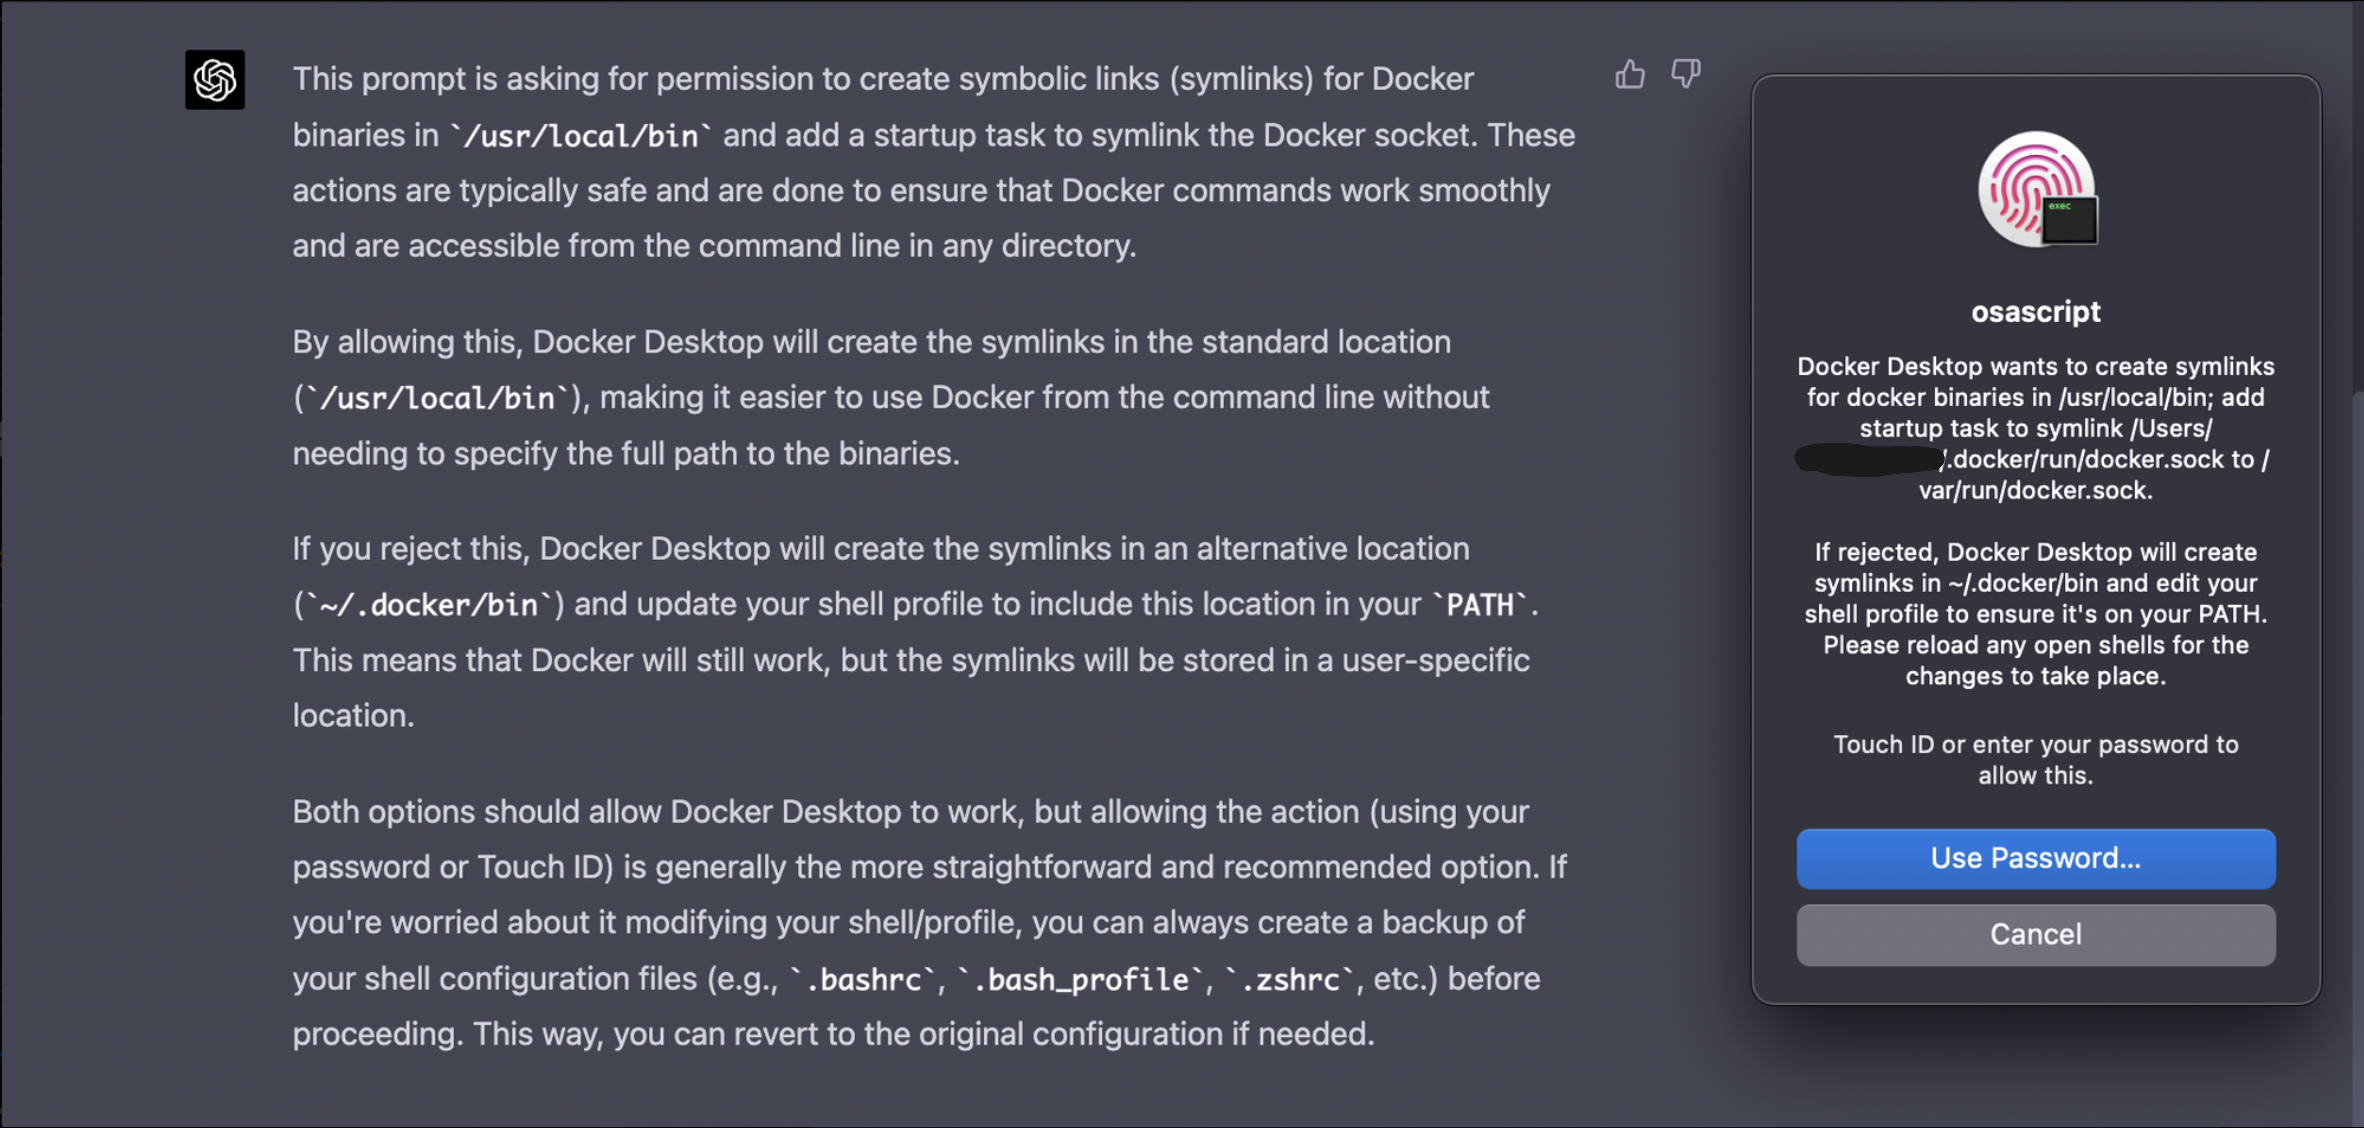 This prompt is asking for permission to create symbolic links (symlinks) for Docker
binaries in `/usr/local/bin` and add a startup task to symlink the Docker socket. These
actions are typically safe and are done to ensure that Docker commands work smoothly
and are accessible from the command line in any directory.
By allowing this, Docker Desktop will create the symlinks in the standard location
(`/usr/local/bin`), making it easier to use Docker from the command line without
needing to specify the full path to the binaries.
If you reject this, Docker Desktop will create the symlinks in an alternative location
(`~/.docker/bin`) and update your shell profile to include this location in your `PATH`.
This means that Docker will still work, but the symlinks will be stored in a user-specific
location.
Both options should allow Docker Desktop to work, but allowing the action (using your
password or Touch ID) is generally the more straightforward and recommended option. If
you're worried about it modifying your shell/profile, you can always create a backup of
your shell configuration files (e.g., `.bashrc`, `.bash_profile`, `.zshrc`, etc.) before
proceeding. This way, you can revert to the original configuration if needed.
exec
osascript
Docker Desktop wants to create symlinks
for docker binaries in /usr/local/bin; add
startup task to symlink /Users/
/.docker/run/docker.sock to /
var/run/docker.sock.
If rejected, Docker Desktop will create
symlinks in ~/.docker/bin and edit your
shell profile to ensure it's on your PATH.
Please reload any open shells for the
changes to take place.
Touch ID or enter your password to
allow this.
Use Password...
Cancel